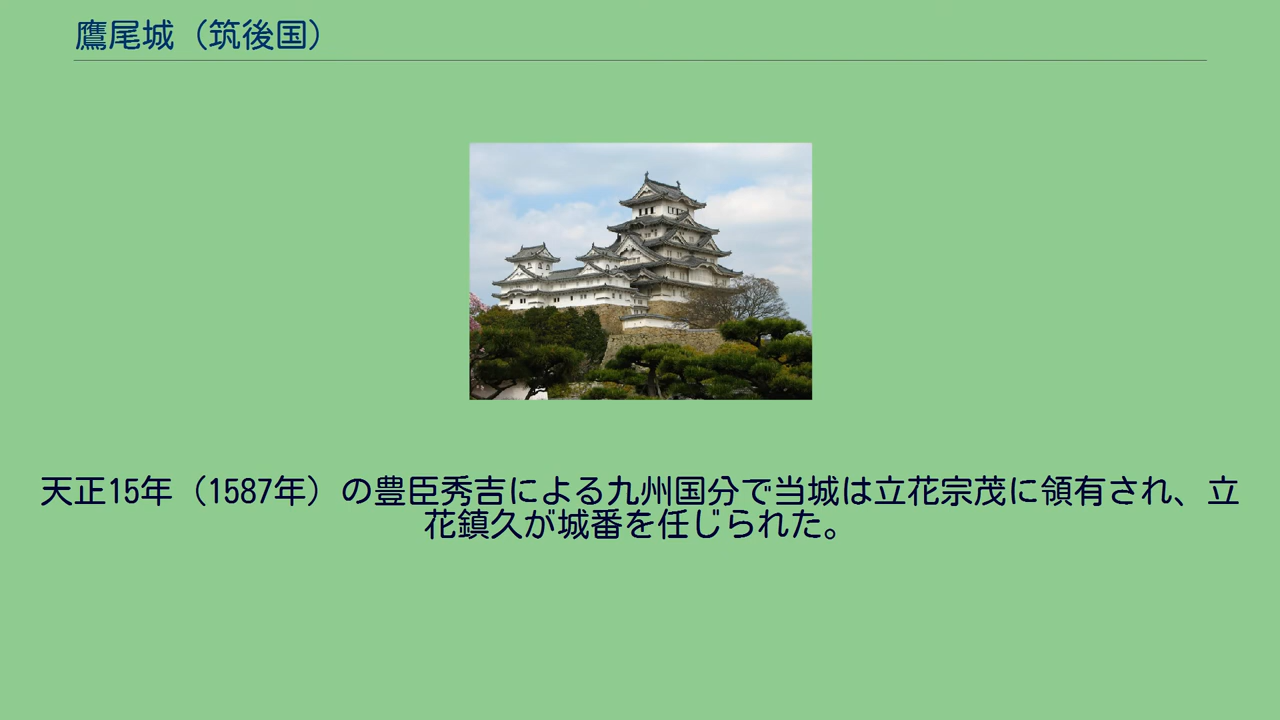 鷹尾城（筑後国）
天正15年（1587年）の豊臣秀吉による九州国分で当城は立花宗茂に領有され、立
花鎮久が城番を任じられた。